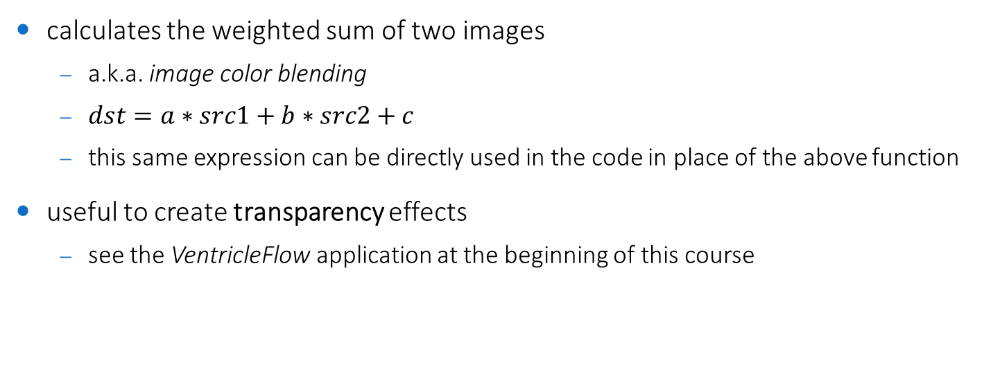 • calculates the weighted sum of two images
– a.k.a. image color blending
– dst = a ∗ src1 + b ∗ src2 + c
– this same expression can be directly used in the code in place of the above function
• useful to create transparency effects
– see the VentricleFlow application at the beginning of this course